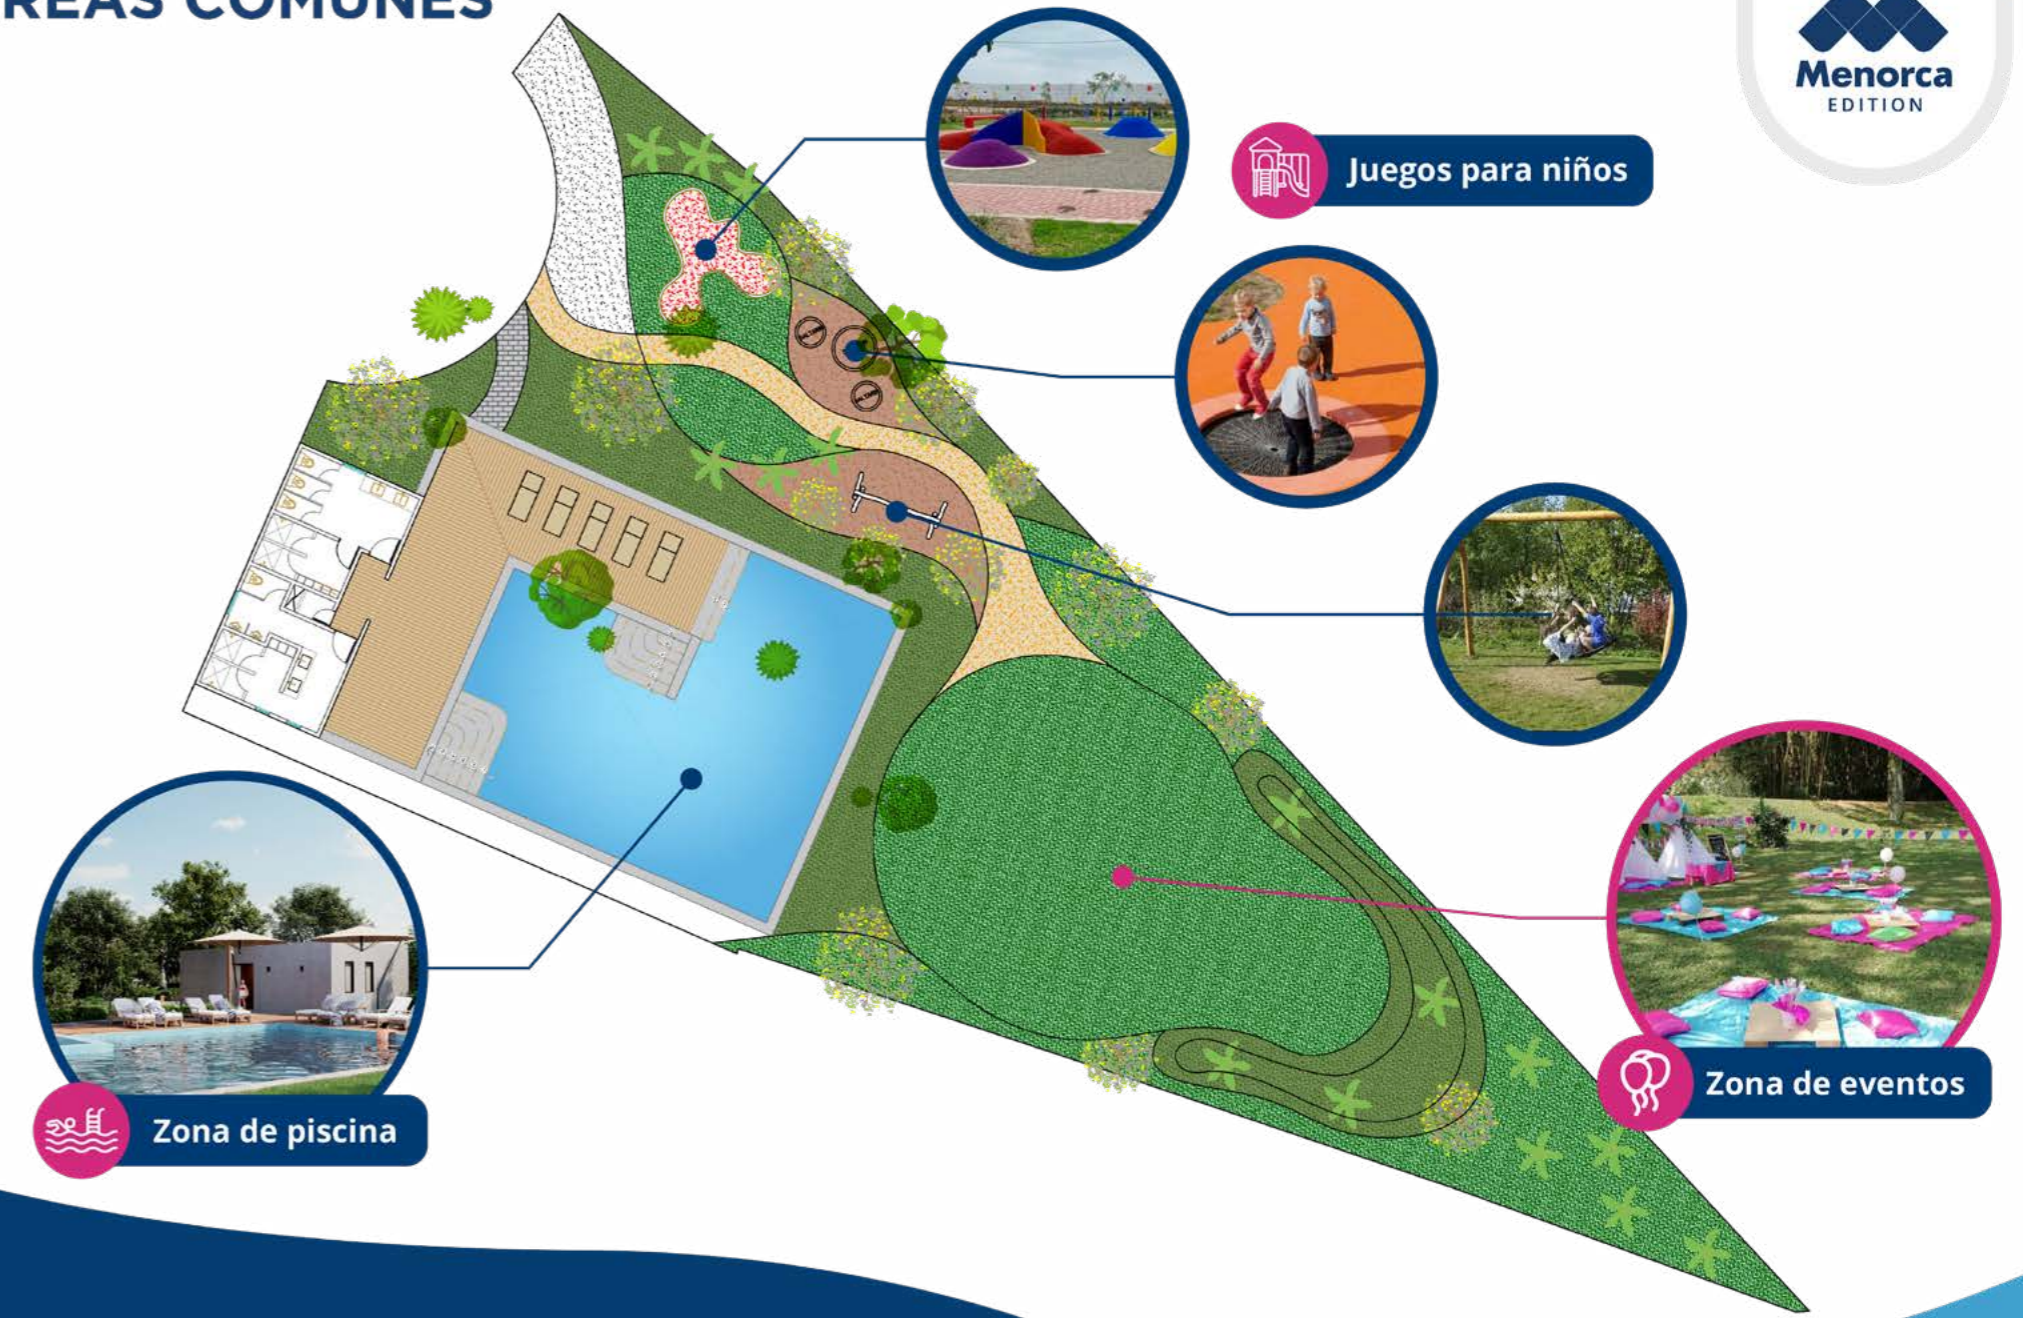 REAS COMUNES
Menorca
EDITION
Juegos para niños
Zona de eventos
Zona de piscina